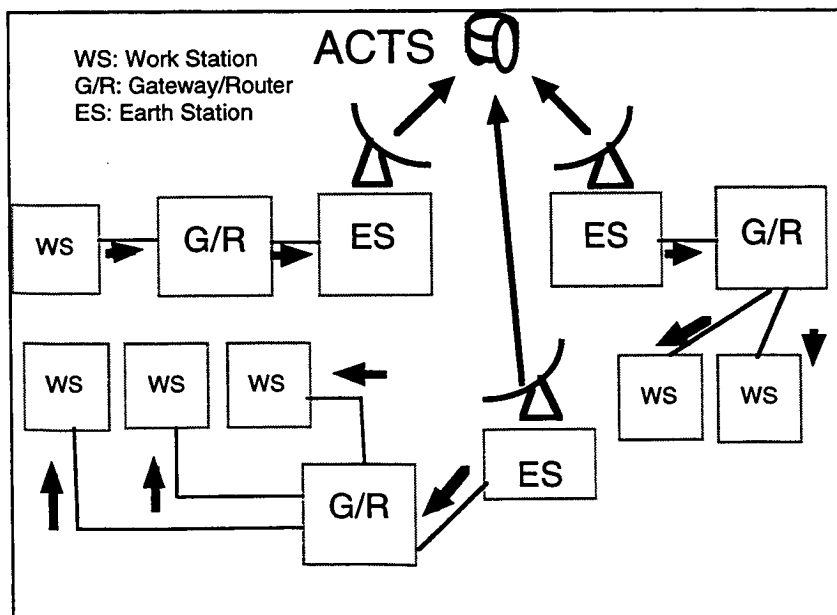 ACTS
WS: Work Station
G/R: Gateway/Router
ES: Earth Station
WS
G/R
ES
ES
G/R
WS
WS
WS
WS
WS
G/R
ES